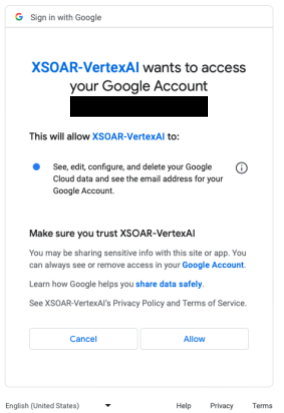 Sign in with Google
XSOAR-VertexAI wants to access
your Google Account
This will allow XSOAR-VertexAI to:
See, edit, configure, and delete your Google
Cloud data and see the email address for your
Google Account.
Make sure you trust XSOAR-VertexAI
You may be sharing sensitive info with this site or app. You
can always see or remove access in your Google Account.
Learn how Google helps you share data safely.
See XSOAR-VertexAI's Privacy Policy and Terms of Service.
Cancel Allow
English (United States) Help Privacy Terms